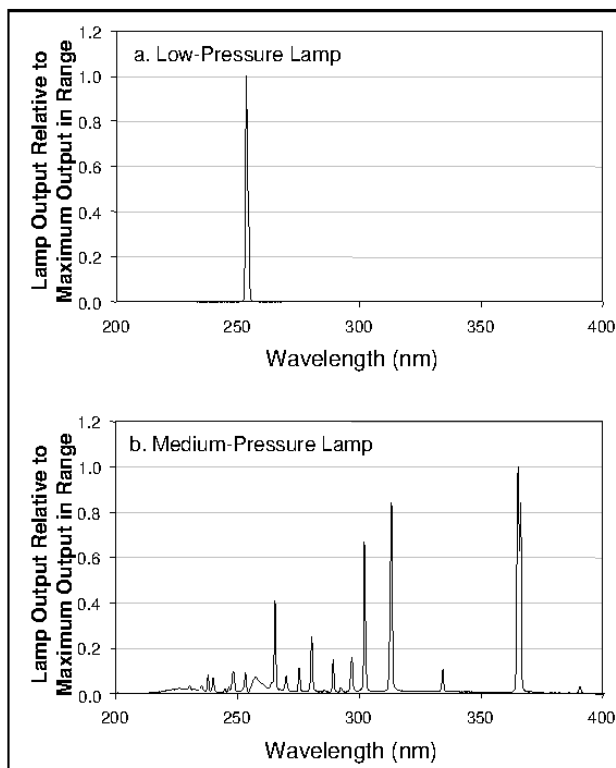 Lamp Output Relative to
Maximum Output in Range
1.2
1.0
0.8
0.6
0.4
0.2
0.0
a. Low-Pressure Lamp
200 250 300 350 400
Wavelength (nm)
Lamp Output Relative to
Maximum Output in Range
1.2
1.0
0.8
0.6
0.4
0.2
0.0
b. Medium-Pressure Lamp
200 250 300 350 400
Wavelength (nm)